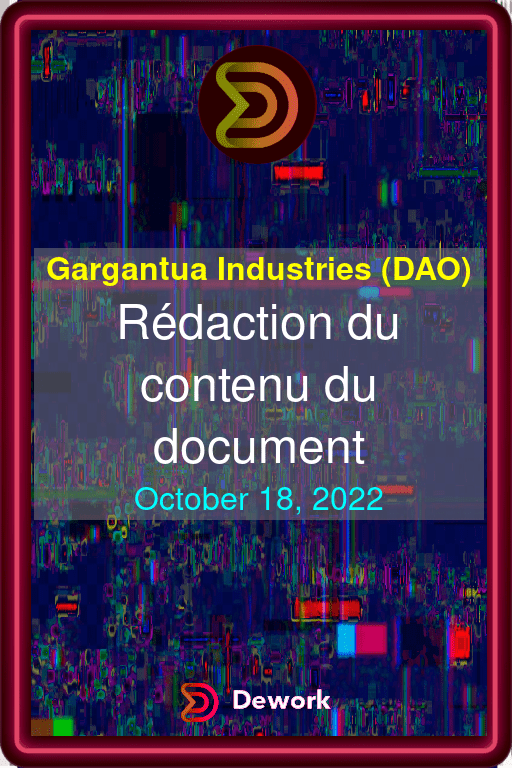 Gargantua Industries (DAO)
Rédaction du
contenu du
document
October 18, 2022
Dework